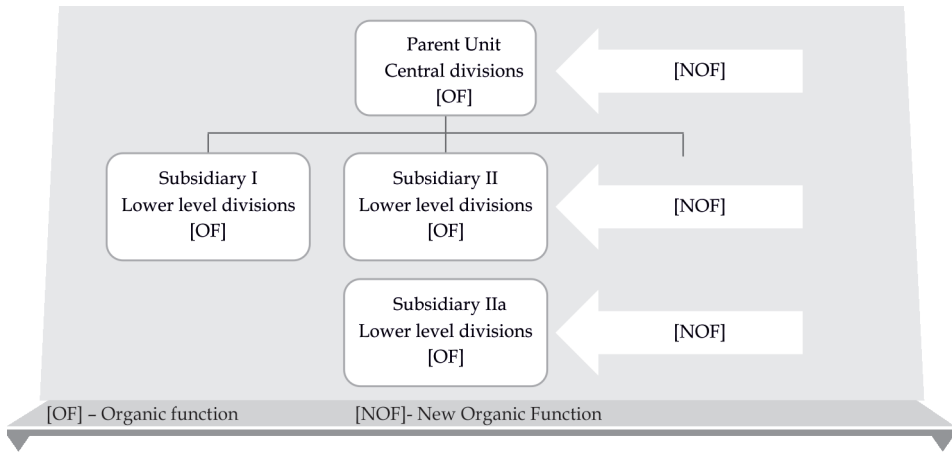 Parent Unit
Central divisions
[OF]
[NOF]
Subsidiary I
Lower level divisions
[OF]
Subsidiary II
Lower level divisions
[OF]
[NOF]
Subsidiary IIa
Lower level divisions
[OF]
[NOF]
[OF] – Organic function
[NOF]- New Organic Function